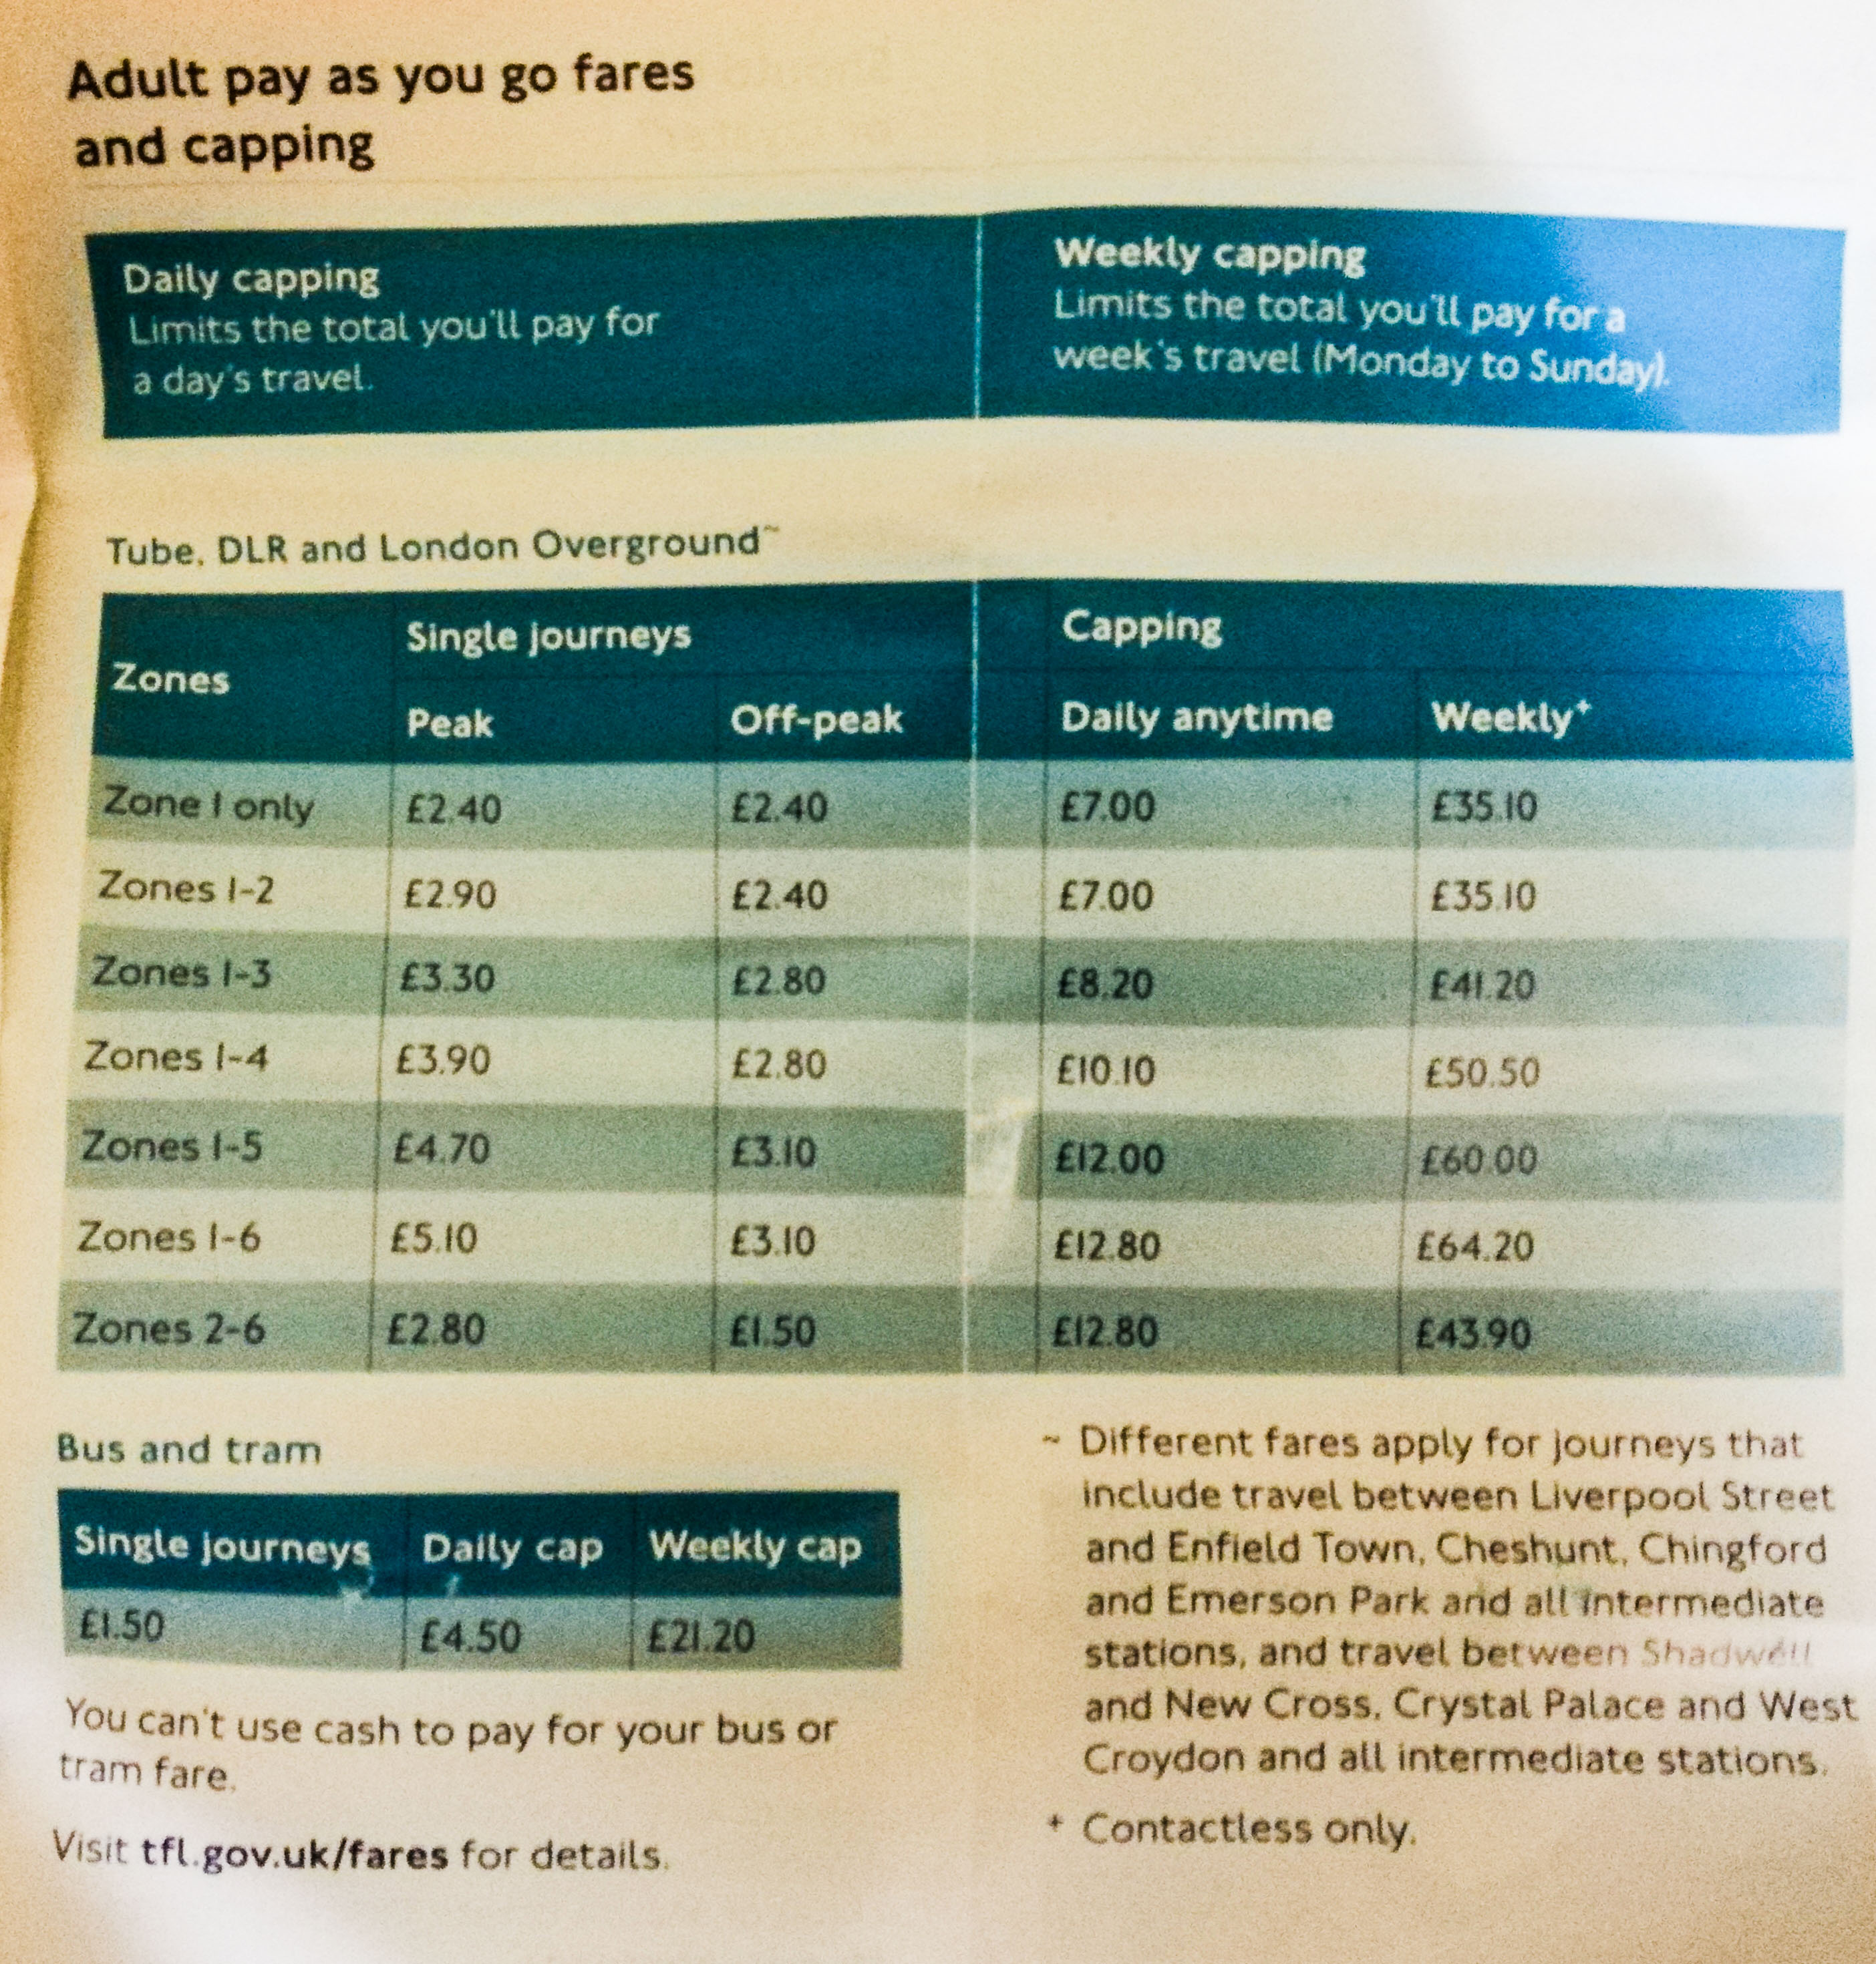 Adult pay as you go fares
and capping
Daily capping
Limits the total you'll pay for
a day's travel.
Weekly capping
Limits the total you'll pay for a
week's travel (Monday to Sunday).
Tube, DLR and London Overground~
Zones Single journeys Capping
Peak Off-peak Daily anytime Weekly+
Zone 1 only £2.40 £2.40 £7.00 £35.10
Zones 1-2 £2.90 £2.40 £7.00 £35.10
Zones 1-3 £3.30 £2.80 £8.20 £41.20
Zones 1-4 £3.90 £2.80 £10.10 £50.50
Zones 1-5 £4.70 £3.10 £12.00 £60.00
Zones 1-6 £5.10 £3.10 £12.80 £64.20
Zones 2-6 £2.80 £1.50 £12.80 £43.90
Bus and tram
Single journeys Daily cap Weekly cap
£1.50 £4.50 £21.20
You can't use cash to pay for your bus or
tram fare.
Visit tfl.gov.uk/fares for details.
~ Different fares apply for journeys that
include travel between Liverpool Street
and Enfield Town, Cheshunt, Chingford
and Emerson Park and all intermediate
stations, and travel between Shadwell
and New Cross, Crystal Palace and West
Croydon and all intermediate stations.
+ Contactless only.